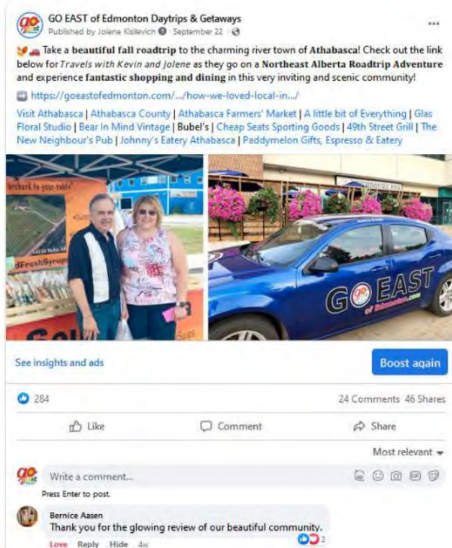 GO EAST of Edmonton Daytrips & Getaways
Published by Jolene Kisilevich · September 22 ·
Take a beautiful fall roadtrip to the charming river town of Athabasca! Check out the link
below for Travels with Kevin and Jolene as they go on a Northeast Alberta Roadtrip Adventure
and experience fantastic shopping and dining in this very inviting and scenic community!
https://goeastofedmonton.com/.../how-we-loved-local-in.../
Visit Athabasca | Athabasca County | Athabasca Farmers' Market | A little bit of Everything | Glas
Floral Studio | Bear In Mind Vintage | Bubel's | Cheap Seats Sporting Goods | 49th Street Grill | The
New Neighbour's Pub | Johnny's Eatery Athabasca | Paddymelon Gifts, Espresso & Eatery
orchard to your table"
GO EAST
of Edmonton.com
See insights and ads
Boost again
284
24 Comments 46 Shares
Like
Comment
Share
Most relevant
Write a comment...
Press Enter to post.
Bernice Aasen
Thank you for the glowing review of our beautiful community.
2
Love Reply Hide 4w